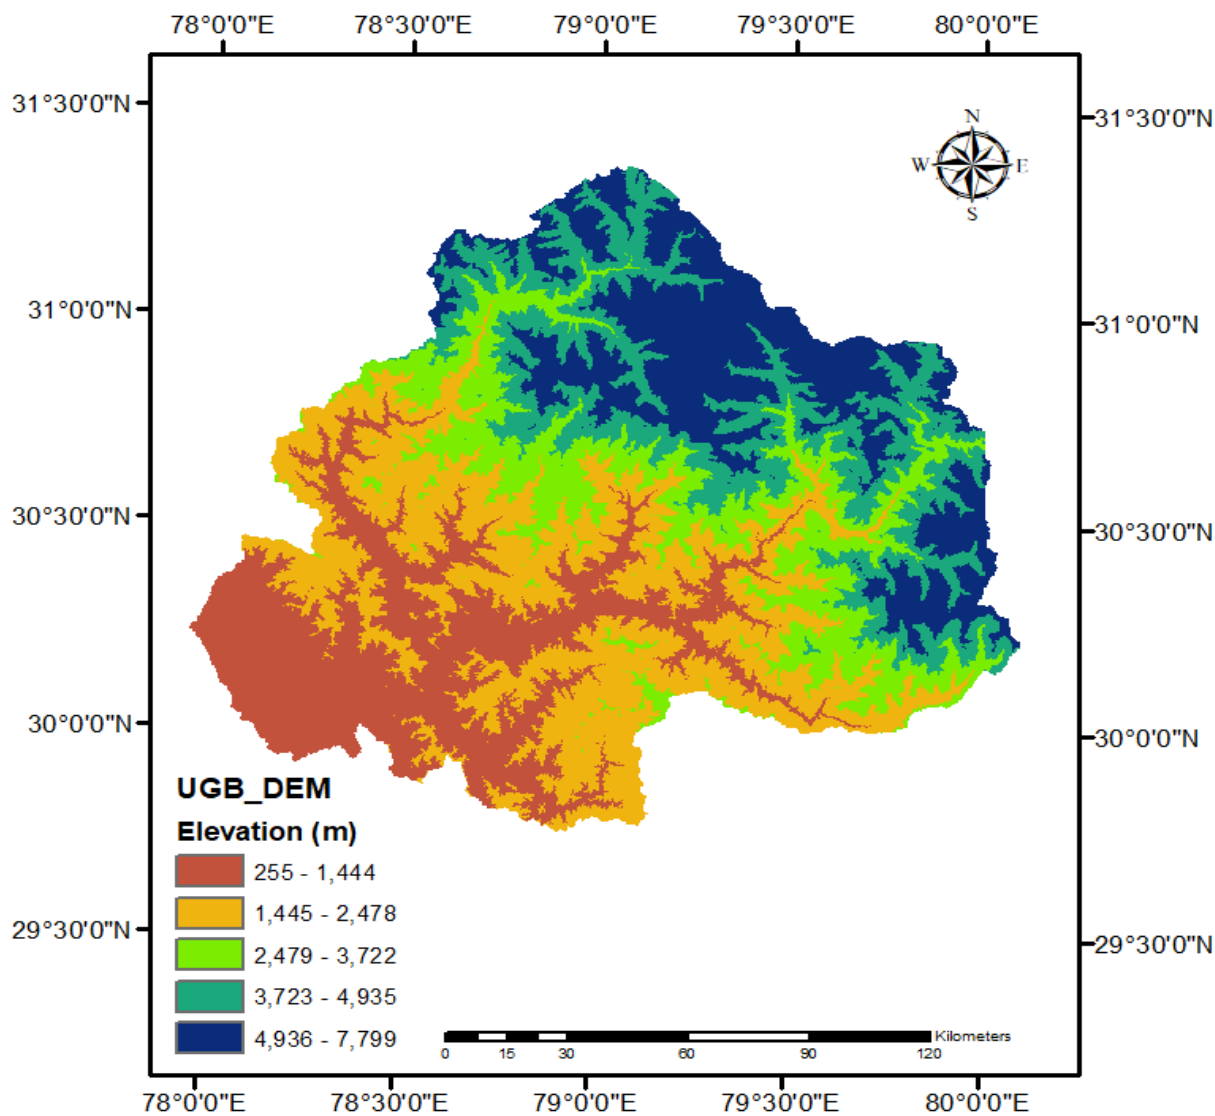 78°0'0"E 78°30'0"E 79°0'0"E 79°30'0"E 80°0'0"E
31°30'0"N 31°30'0"N
N
W E
S
31°0'0"N 31°0'0"N
30°30'0"N 30°30'0"N
30°0'0"N 30°0'0"N
UGB_DEM
Elevation (m)
255 - 1,444
1,445 - 2,478
29°30'0"N 29°30'0"N
2,479 - 3,722
3,723 - 4,935
4,936 - 7,799
Kilometers
0 15 30 60 90 120
78°0'0"E 78°30'0"E 79°0'0"E 79°30'0"E 80°0'0"E